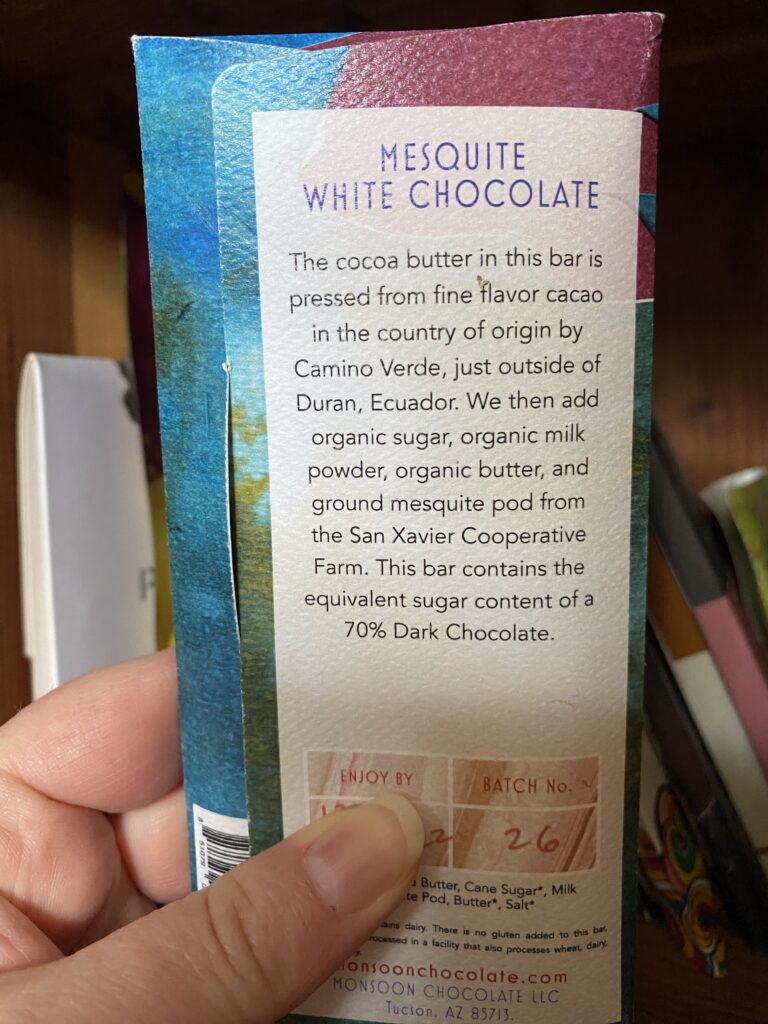 MESQUITE
WHITE CHOCOLATE
The cocoa butter in this bar is
pressed from fine flavor cacao
in the country of origin by
Camino Verde, just outside of
Duran, Ecuador. We then add
organic sugar, organic milk
powder, organic butter, and
ground mesquite pod from
the San Xavier Cooperative
Farm. This bar contains the
equivalent sugar content of a
70% Dark Chocolate.
ENJOY BY
BATCH No.
26
Butter, Cane Sugar*, Milk
Pod, Butter*, Salt*
dairy. There is no gluten added to this bar,
processed in a facility that also processes wheat, dairy,
monsoonchocolate.com
MONSOON CHOCOLATE LLC
Tucson, AZ 85713.